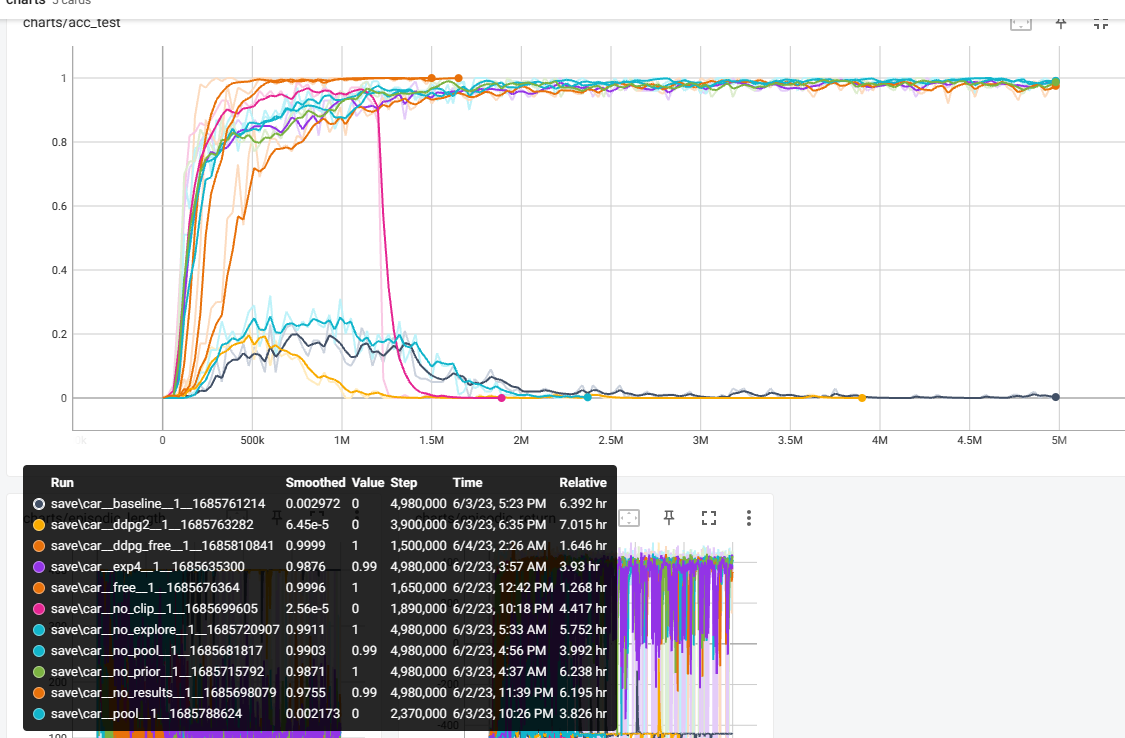 charts 5 cards
charts/acc_test
1
0.8
0.6
0.4
0.2
0
0 500k 1M 1.5M 2M 2.5M 3M 3.5M 4M 4.5M 5M
Run Smoothed Value Step Time Relative
save\car__baseline__1__1685761214 0.002972 0 4,980,000 6/3/23, 5:23 PM 6.392 hr
save\car__ddpg2__1__1685763282 6.45e-5 0 3,900,000 6/3/23, 6:35 PM 7.015 hr
save\car__ddpg_free__1__1685810841 0.9999 1 1,500,000 6/4/23, 2:26 AM 1.646 hr
save\car__exp4__1__1685635300 0.9876 0.99 4,980,000 6/2/23, 3:57 AM 3.93 hr
save\car__free__1__1685676364 0.9996 1 1,650,000 6/2/23, 12:42 PM 1.268 hr
save\car__no_clip__1__1685699605 2.56e-5 0 1,890,000 6/2/23, 10:18 PM 4.417 hr
save\car__no_explore__1__1685720907 0.9911 1 4,980,000 6/3/23, 5:33 AM 5.752 hr
save\car__no_pool__1__1685681817 0.9903 0.99 4,980,000 6/2/23, 4:56 PM 3.992 hr
save\car__no_prior__1__1685715792 0.9871 1 4,980,000 6/3/23, 4:37 AM 6.238 hr
save\car__no_results__1__1685698079 0.9755 0.99 4,980,000 6/2/23, 11:39 PM 6.195 hr
save\car__pool__1__1685788624 0.002173 0 2,370,000 6/3/23, 10:26 PM 3.826 hr